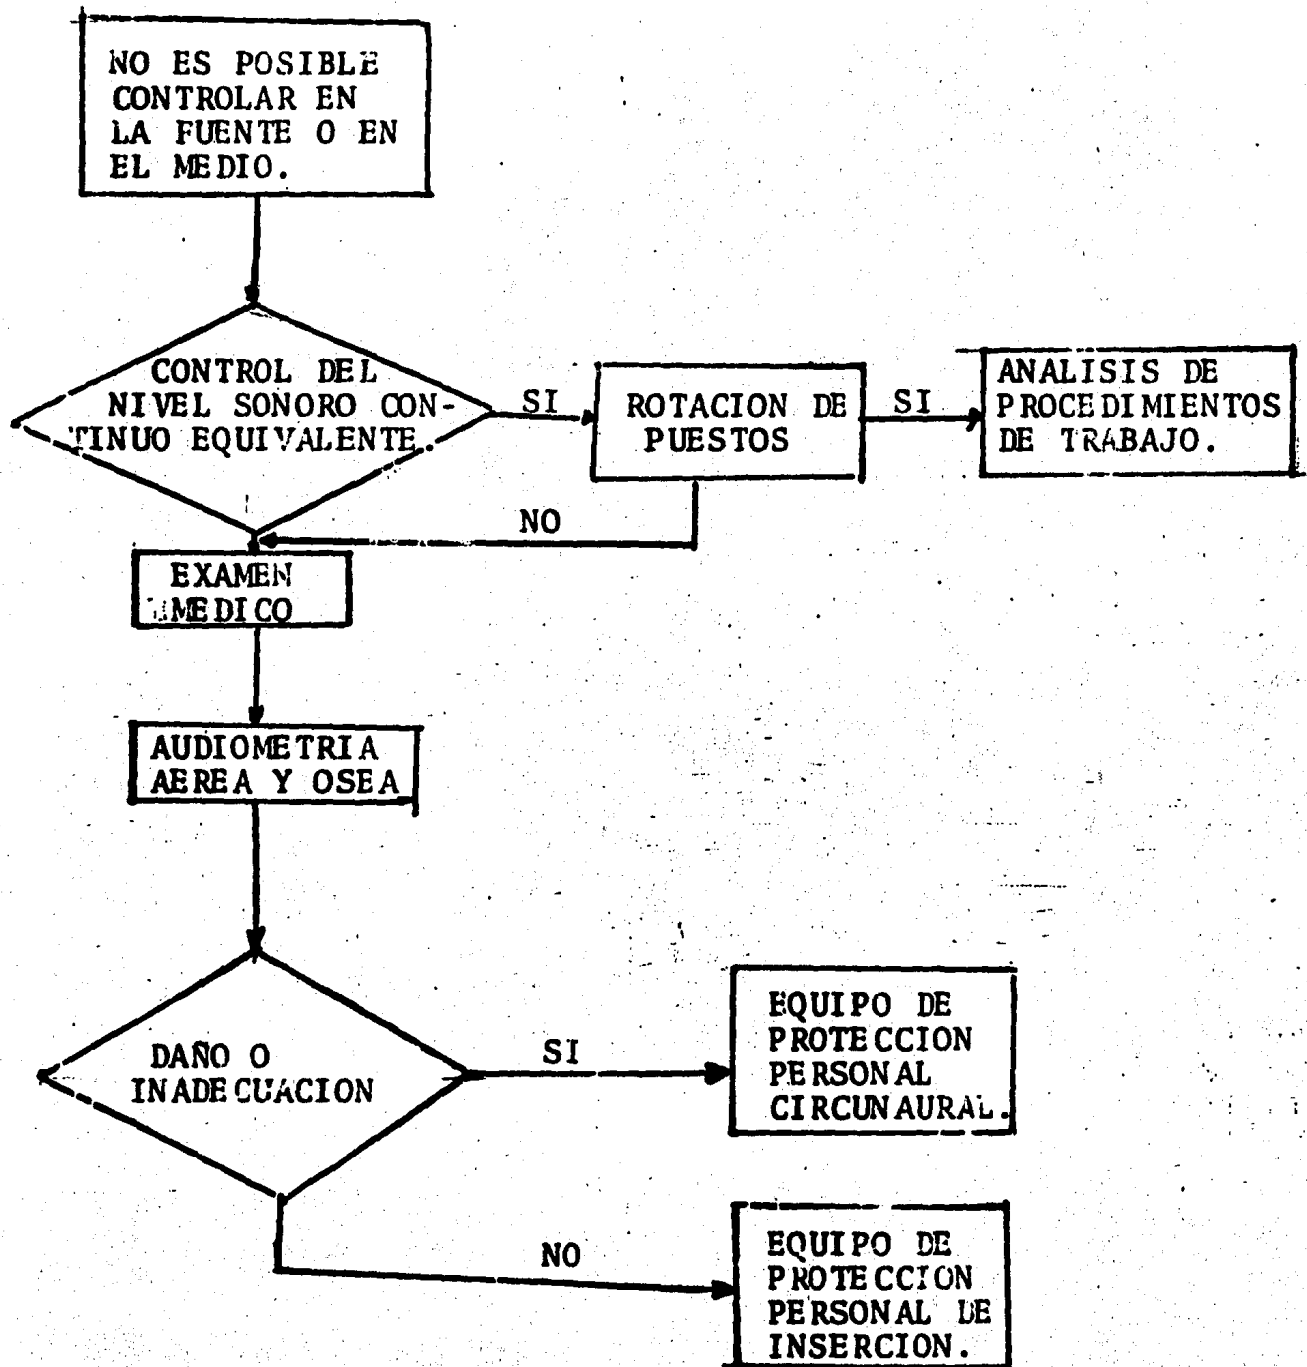 NO ES POSIBLE
CONTROLAR EN
LA FUENTE O EN
EL MEDIO.
CONTROL DEL
NIVEL SONORO CON-
TINUO EQUIVALENTE.
SI
ROTACION DE
PUESTOS
SI
ANALISIS DE
PROCEDIMIENTOS
DE TRABAJO.
NO
EXAMEN
MEDICO
AUDIOMETRIA
AEREA Y OSEA
DAÑO O
INADECUACION
SI
EQUIPO DE
PROTECCION
PERSONAL
CIRCUNAURAL.
NO
EQUIPO DE
PROTECCION
PERSONAL DE
INSERCION.